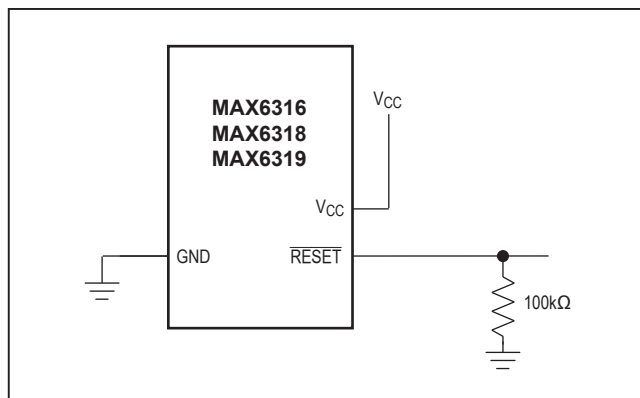 MAX6316
MAX6318
MAX6319
VCC
VCC
GND
RESET
100kΩ